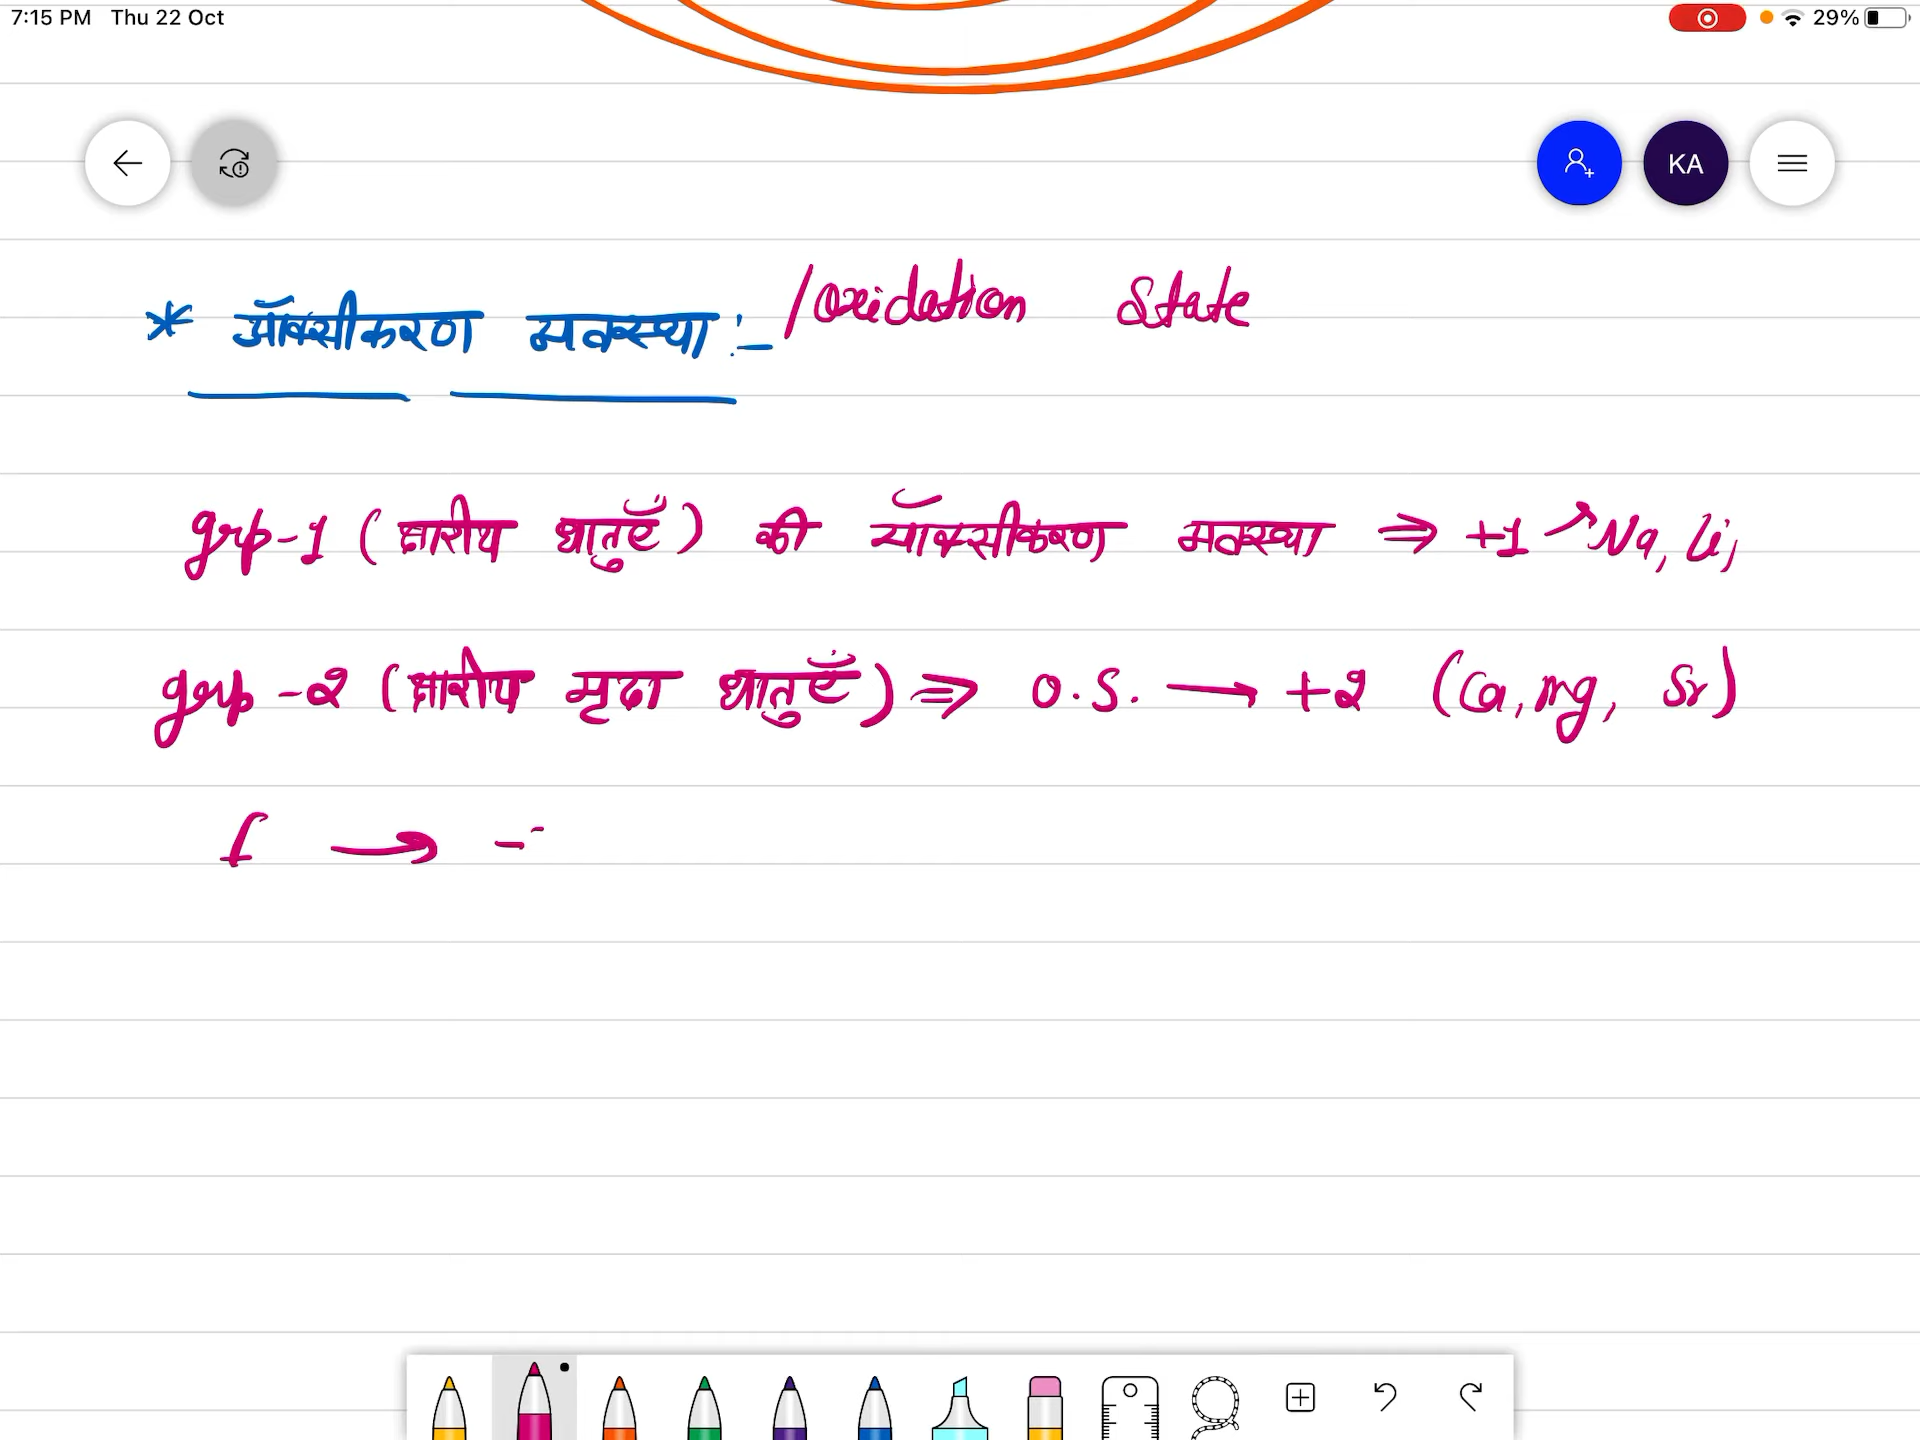 7:15 PM Thu 22 Oct 29%
KA
* ऑक्सीकरण अवस्था :- / Oxidation State
grp-1 (क्षारीय धातुएँ) की ऑक्सीकरण अवस्था ⇒ +1 ↗ Na, Li,
grp-2 (क्षारीय मृदा धातुएँ) ⇒ O.S. → +2 (Ca, Mg, Sr)